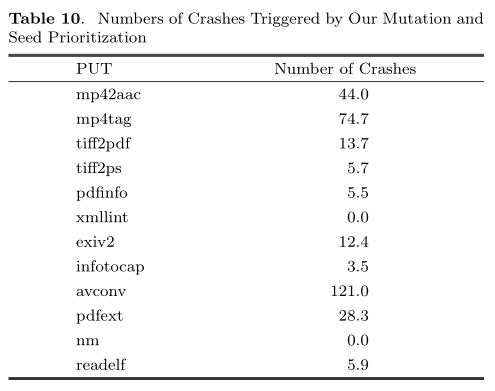 Table 10. Numbers of Crashes Triggered by Our Mutation and
Seed Prioritization
PUT Number of Crashes
mp42aac 44.0
mp4tag 74.7
tiff2pdf 13.7
tiff2ps 5.7
pdfinfo 5.5
xmllint 0.0
exiv2 12.4
infotocap 3.5
avconv 121.0
pdfext 28.3
nm 0.0
readelf 5.9